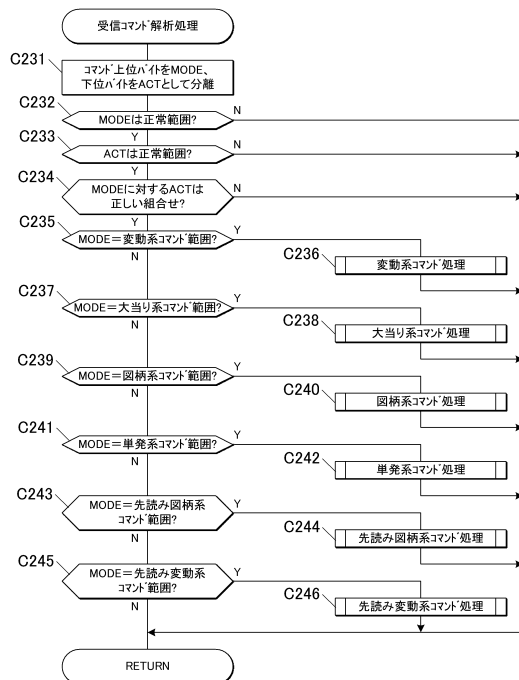 受信ｺﾏﾝﾄﾞ解析処理
C231
ｺﾏﾝﾄﾞ上位ﾊﾞｲﾄをMODE、
下位ﾊﾞｲﾄをACTとして分離
C232
MODEは正常範囲?
N
Y
C233
ACTは正常範囲?
N
Y
C234
MODEに対するACTは
正しい組合せ?
N
Y
C235
MODE＝変動系ｺﾏﾝﾄﾞ範囲?
Y
N
C236
変動系ｺﾏﾝﾄﾞ処理
C237
MODE＝大当り系ｺﾏﾝﾄﾞ範囲?
Y
N
C238
大当り系ｺﾏﾝﾄﾞ処理
C239
MODE＝図柄系ｺﾏﾝﾄﾞ範囲?
Y
N
C240
図柄系ｺﾏﾝﾄﾞ処理
C241
MODE＝単発系ｺﾏﾝﾄﾞ範囲?
Y
N
C242
単発系ｺﾏﾝﾄﾞ処理
C243
MODE＝先読み図柄系
ｺﾏﾝﾄﾞ範囲?
Y
N
C244
先読み図柄系ｺﾏﾝﾄﾞ処理
C245
MODE＝先読み変動系
ｺﾏﾝﾄﾞ範囲?
Y
N
C246
先読み変動系ｺﾏﾝﾄﾞ処理
RETURN